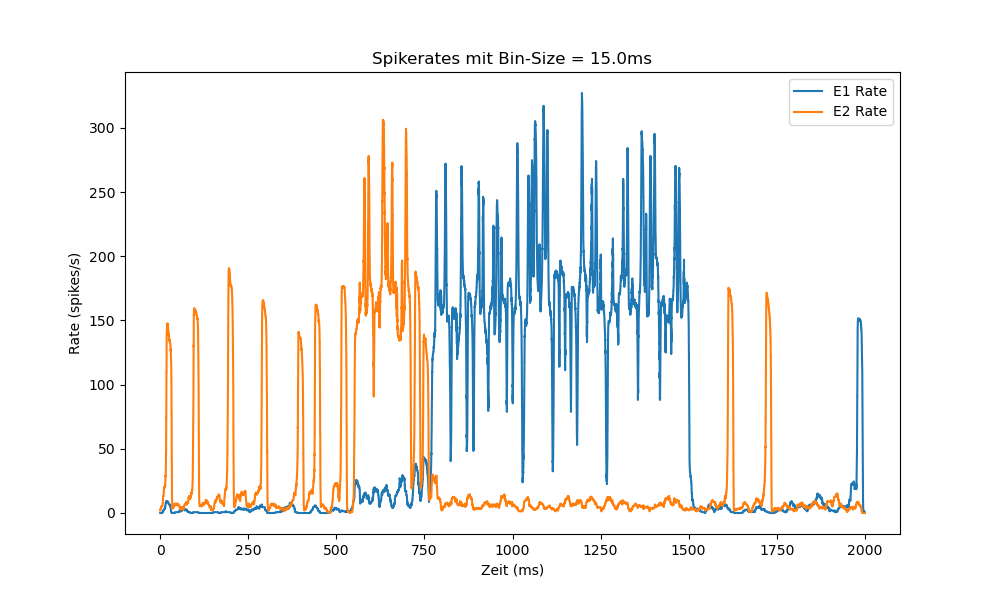 Spikerates mit Bin-Size = 15.0ms
E1 Rate
E2 Rate
Rate (spikes/s)
300
250
200
150
100
50
0
0 250 500 750 1000 1250 1500 1750 2000
Zeit (ms)